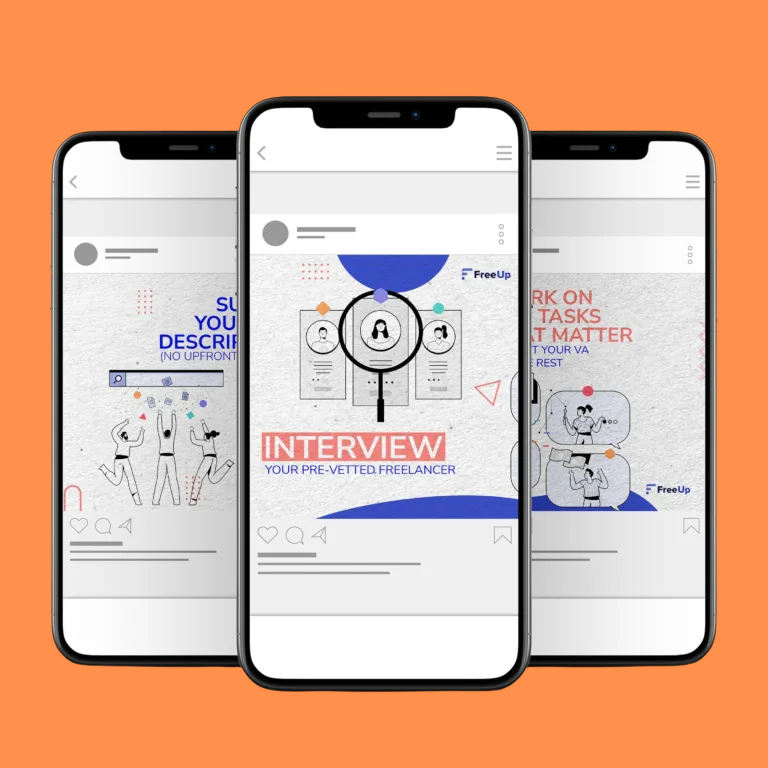 SU
YOU
DESCRIP
(NO UPFRONT
FreeUp
INTERVIEW
YOUR PRE-VETTED FREELANCER
RK ON
TASKS
AT MATTER
T YOUR VA
E REST
FreeUp